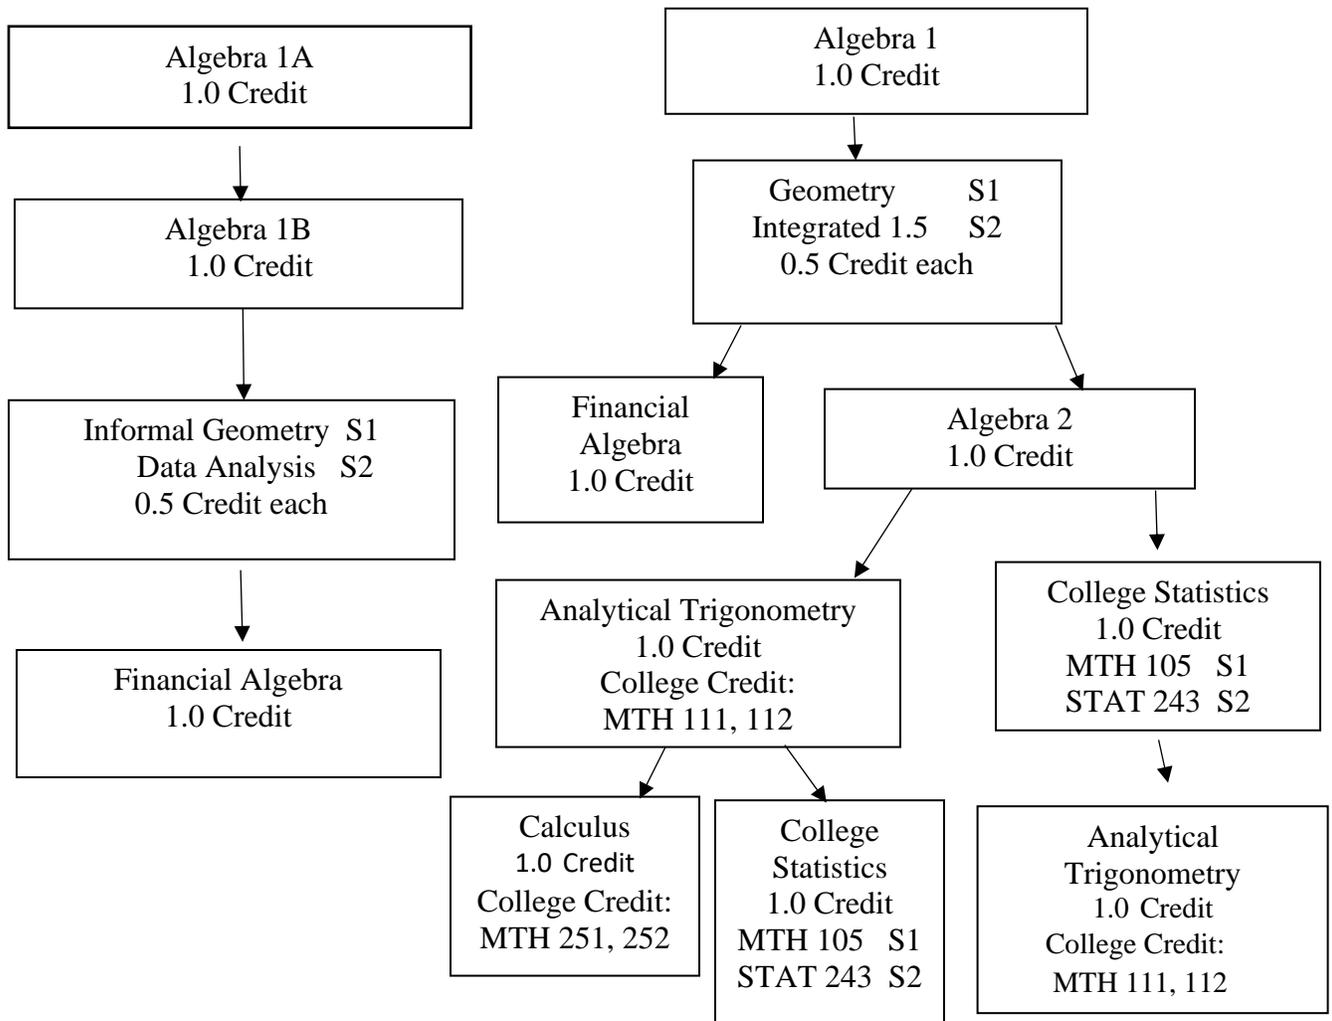 Algebra 1A
1.0 Credit
Algebra 1B
1.0 Credit
Informal Geometry S1
Data Analysis S2
0.5 Credit each
Financial Algebra
1.0 Credit
Algebra 1
1.0 Credit
Geometry S1
Integrated 1.5 S2
0.5 Credit each
Financial
Algebra
1.0 Credit
Algebra 2
1.0 Credit
Analytical Trigonometry
1.0 Credit
College Credit:
MTH 111, 112
College Statistics
1.0 Credit
MTH 105 S1
STAT 243 S2
Calculus
1.0 Credit
College Credit:
MTH 251, 252
College
Statistics
1.0 Credit
MTH 105 S1
STAT 243 S2
Analytical
Trigonometry
1.0 Credit
College Credit:
MTH 111, 112